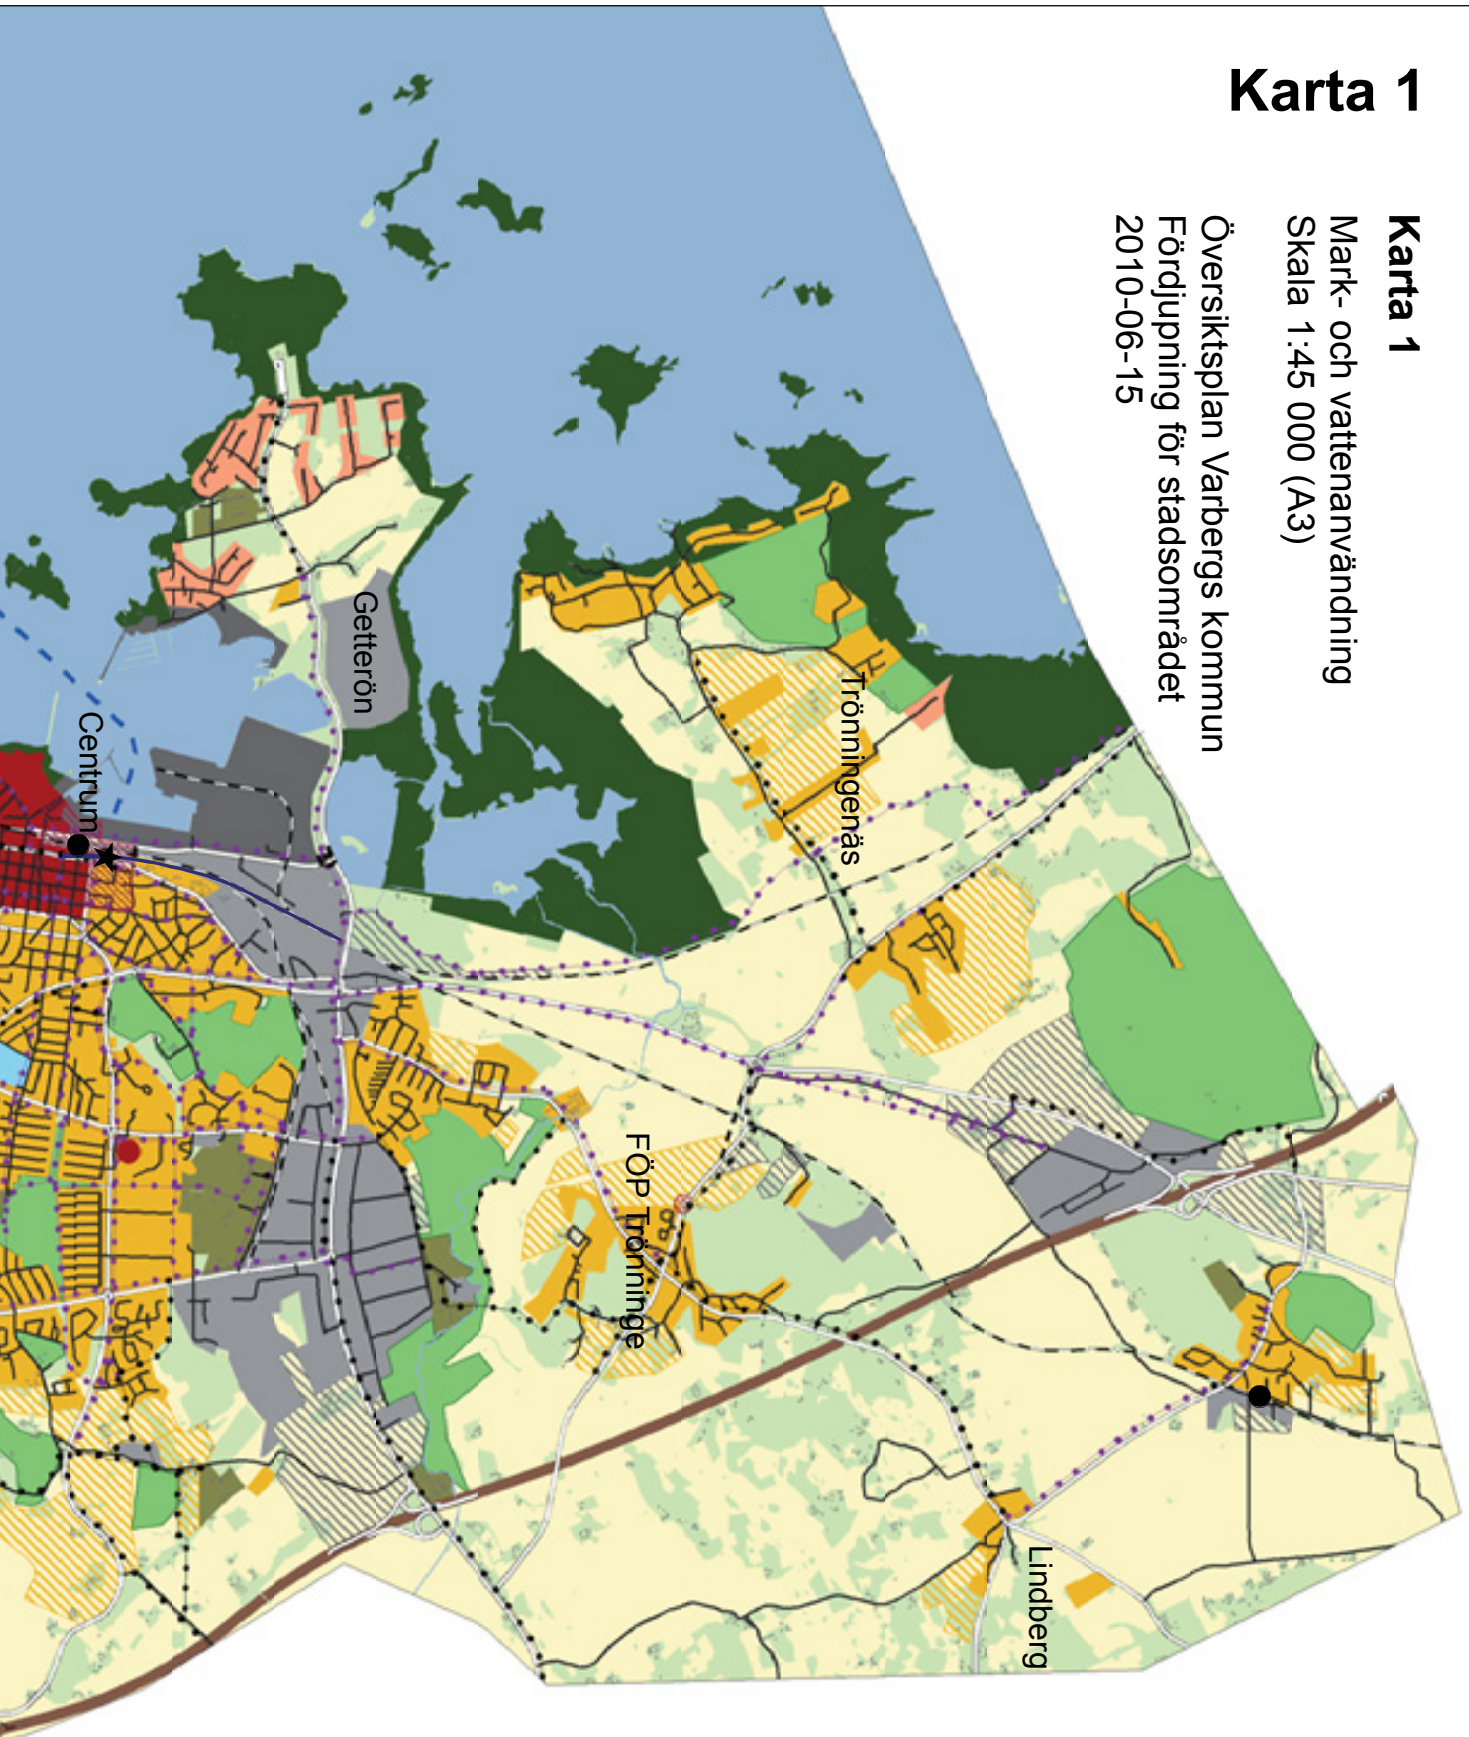 Karta 1
Karta 1
Mark- och vattenanvändning
Skala 1:45 000 (A3)
Översiktsplan Varbergs kommun
Fördjupning för stadsområdet
2010-06-15
Getterön
Trönningenäs
Centrum
FÖP Trönninge
Lindberg